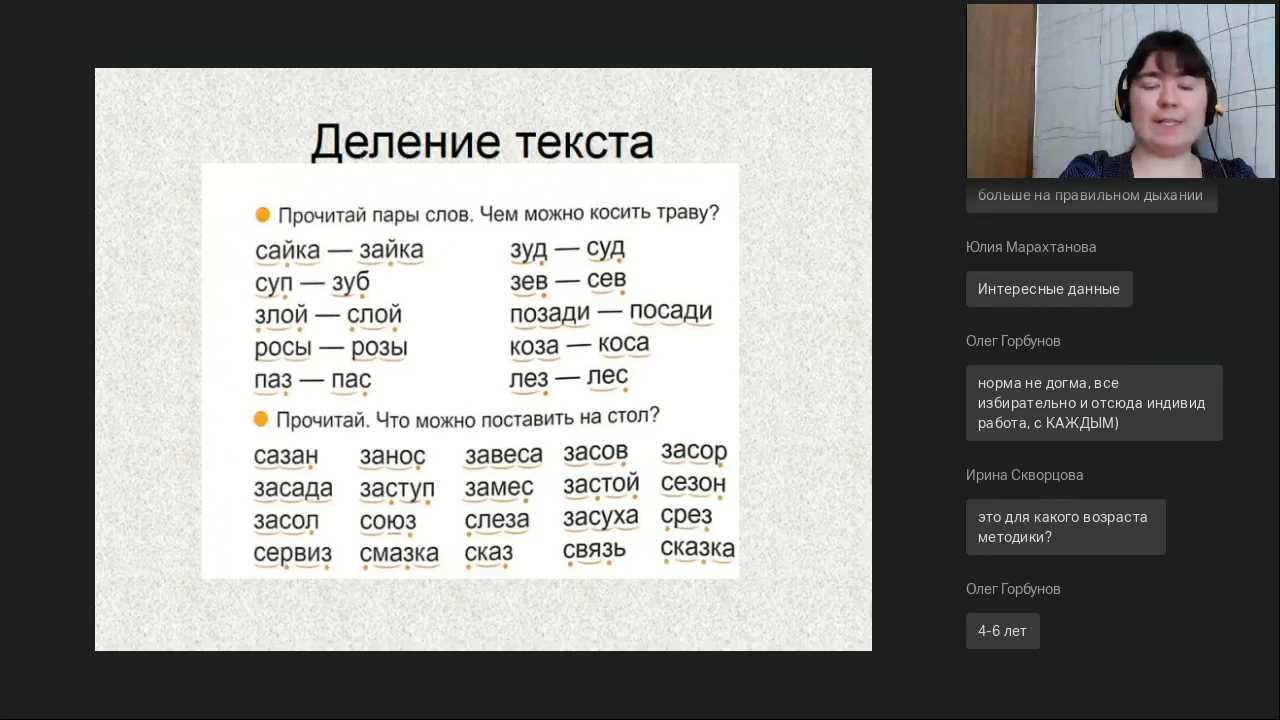 Деление текста
Прочитай пары слов. Чем можно косить траву?
сайка — зайка
суп — зуб
злой — слой
росы — розы
паз — пас
зуд — суд
зев — сев
позади — посади
коза — коса
лез — лес
Прочитай. Что можно поставить на стол?
сазан занос завеса засов засор
засада заступ замес застой сезон
засол союз слеза засуха срез
сервиз смазка сказ связь сказка
больше на правильном дыхании
Юлия Марахтанова
Интересные данные
Олег Горбунов
норма не догма, все
избирательно и отсюда индивид
работа, с КАЖДЫМ)
Ирина Скворцова
это для какого возраста
методики?
Олег Горбунов
4-6 лет